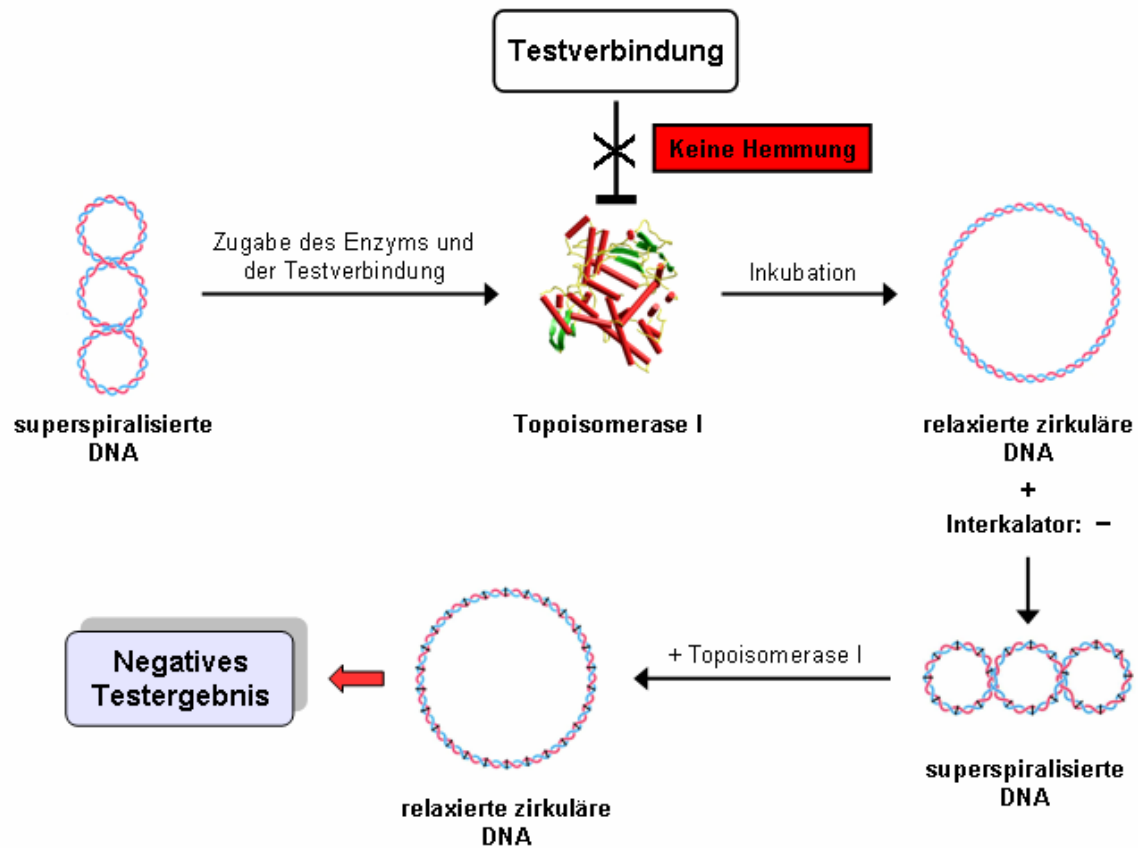 Testverbindung
Keine Hemmung
Zugabe des Enzyms und
der Testverbindung
Inkubation
superspiralisierte
DNA
Topoisomerase I
relaxierte zirkuläre
DNA
+
Interkalator: −
+ Topoisomerase I
Negatives
Testergebnis
superspiralisierte
DNA
relaxierte zirkuläre
DNA